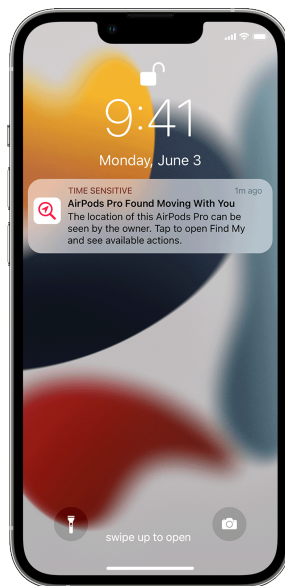 9:41
Monday, June 3
TIME SENSITIVE 1m ago
AirPods Pro Found Moving With You
The location of this AirPods Pro can be
seen by the owner. Tap to open Find My
and see available actions.
swipe up to open